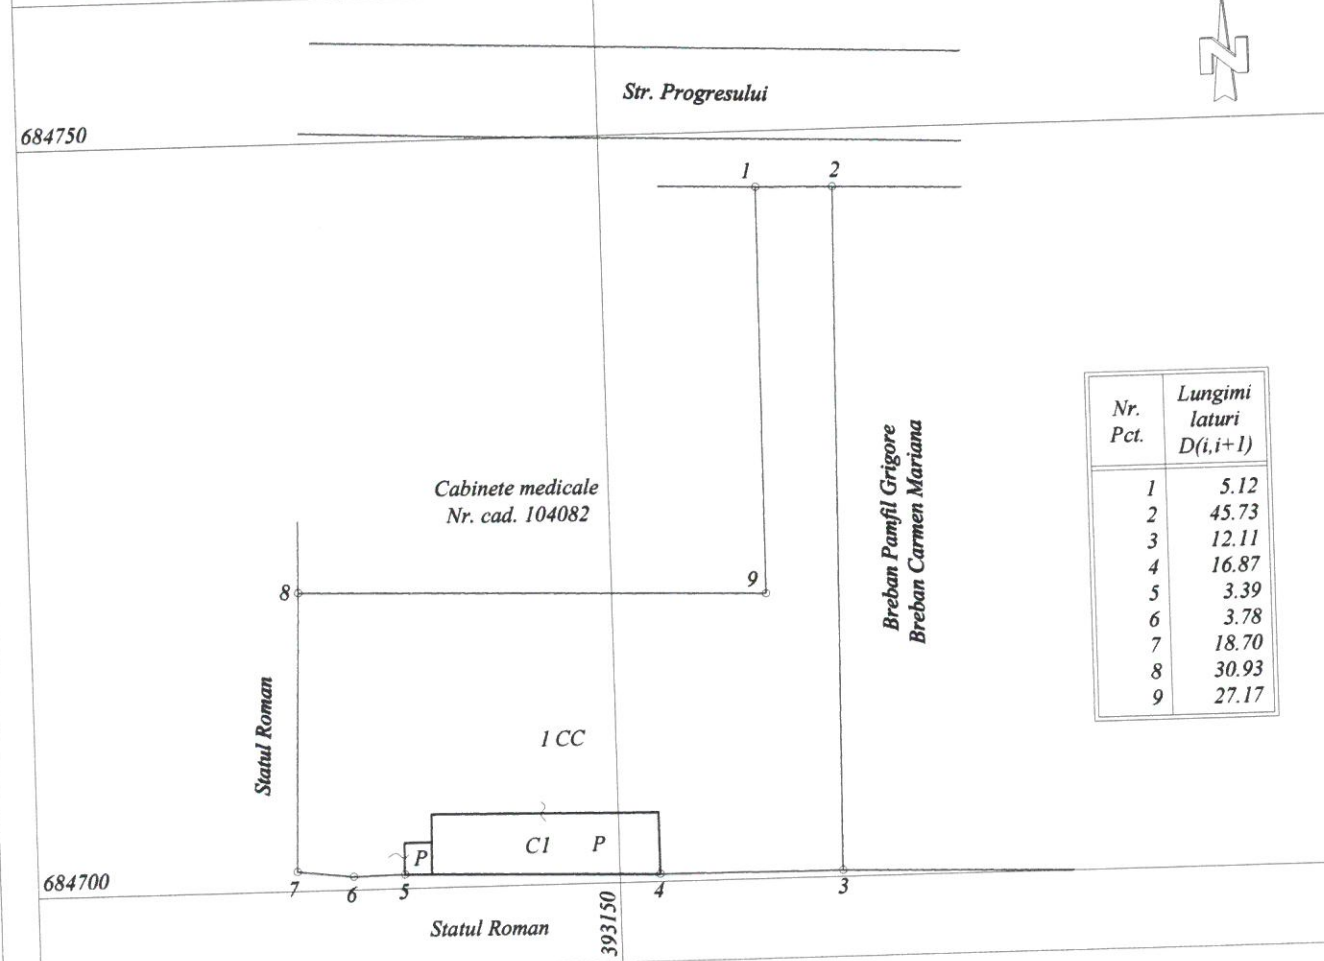 Str. Progresului
684750
1
2
Nr.
Pct.
Lungimi
laturi
D(i,i+1)
1 5.12
2 45.73
3 12.11
4 16.87
5 3.39
6 3.78
7 18.70
8 30.93
9 27.17
Cabinete medicale
Nr. cad. 104082
Breban Pamfil Grigore
Breban Carmen Mariana
8
9
Statul Roman
1 CC
C1 P
P
684700
7
6
5
4
3
Statul Roman
393150
N